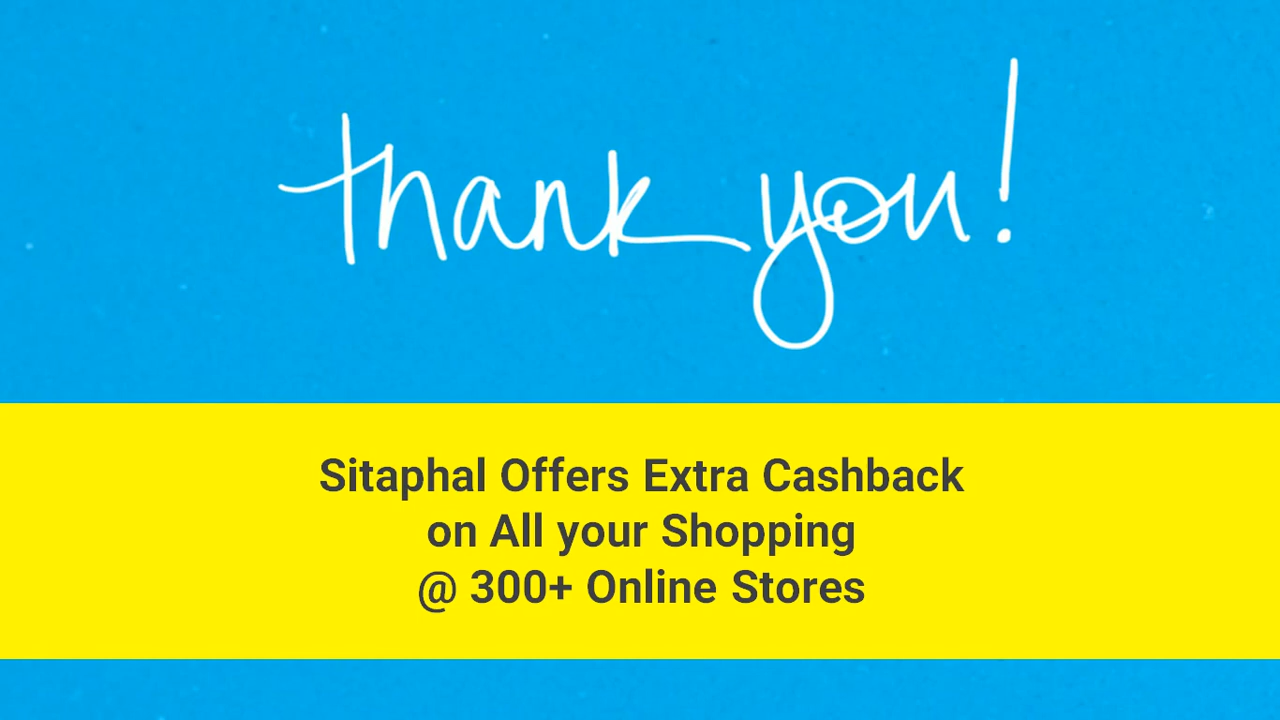 thank you!
Sitaphal Offers Extra Cashback
on All your Shopping
@ 300+ Online Stores